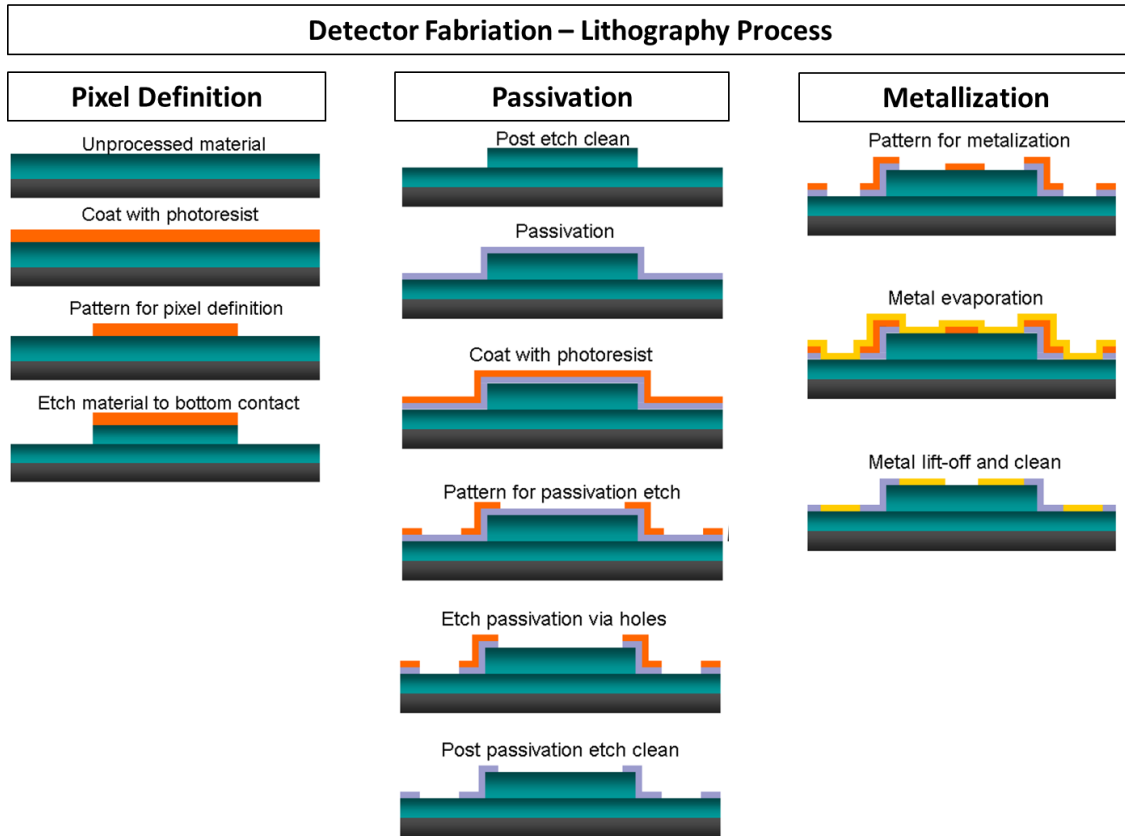 Detector Fabriation – Lithography Process
Pixel Definition
Unprocessed material
Coat with photoresist
Pattern for pixel definition
Etch material to bottom contact
Passivation
Post etch clean
Passivation
Coat with photoresist
Pattern for passivation etch
Etch passivation via holes
Post passivation etch clean
Metallization
Pattern for metalization
Metal evaporation
Metal lift-off and clean